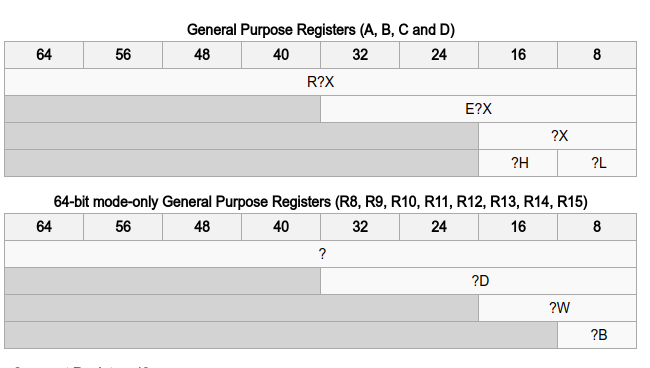 General Purpose Registers (A, B, C and D)
64 56 48 40 32 24 16 8
R?X
E?X
?X
?H ?L
64-bit mode-only General Purpose Registers (R8, R9, R10, R11, R12, R13, R14, R15)
64 56 48 40 32 24 16 8
?
?D
?W
?B